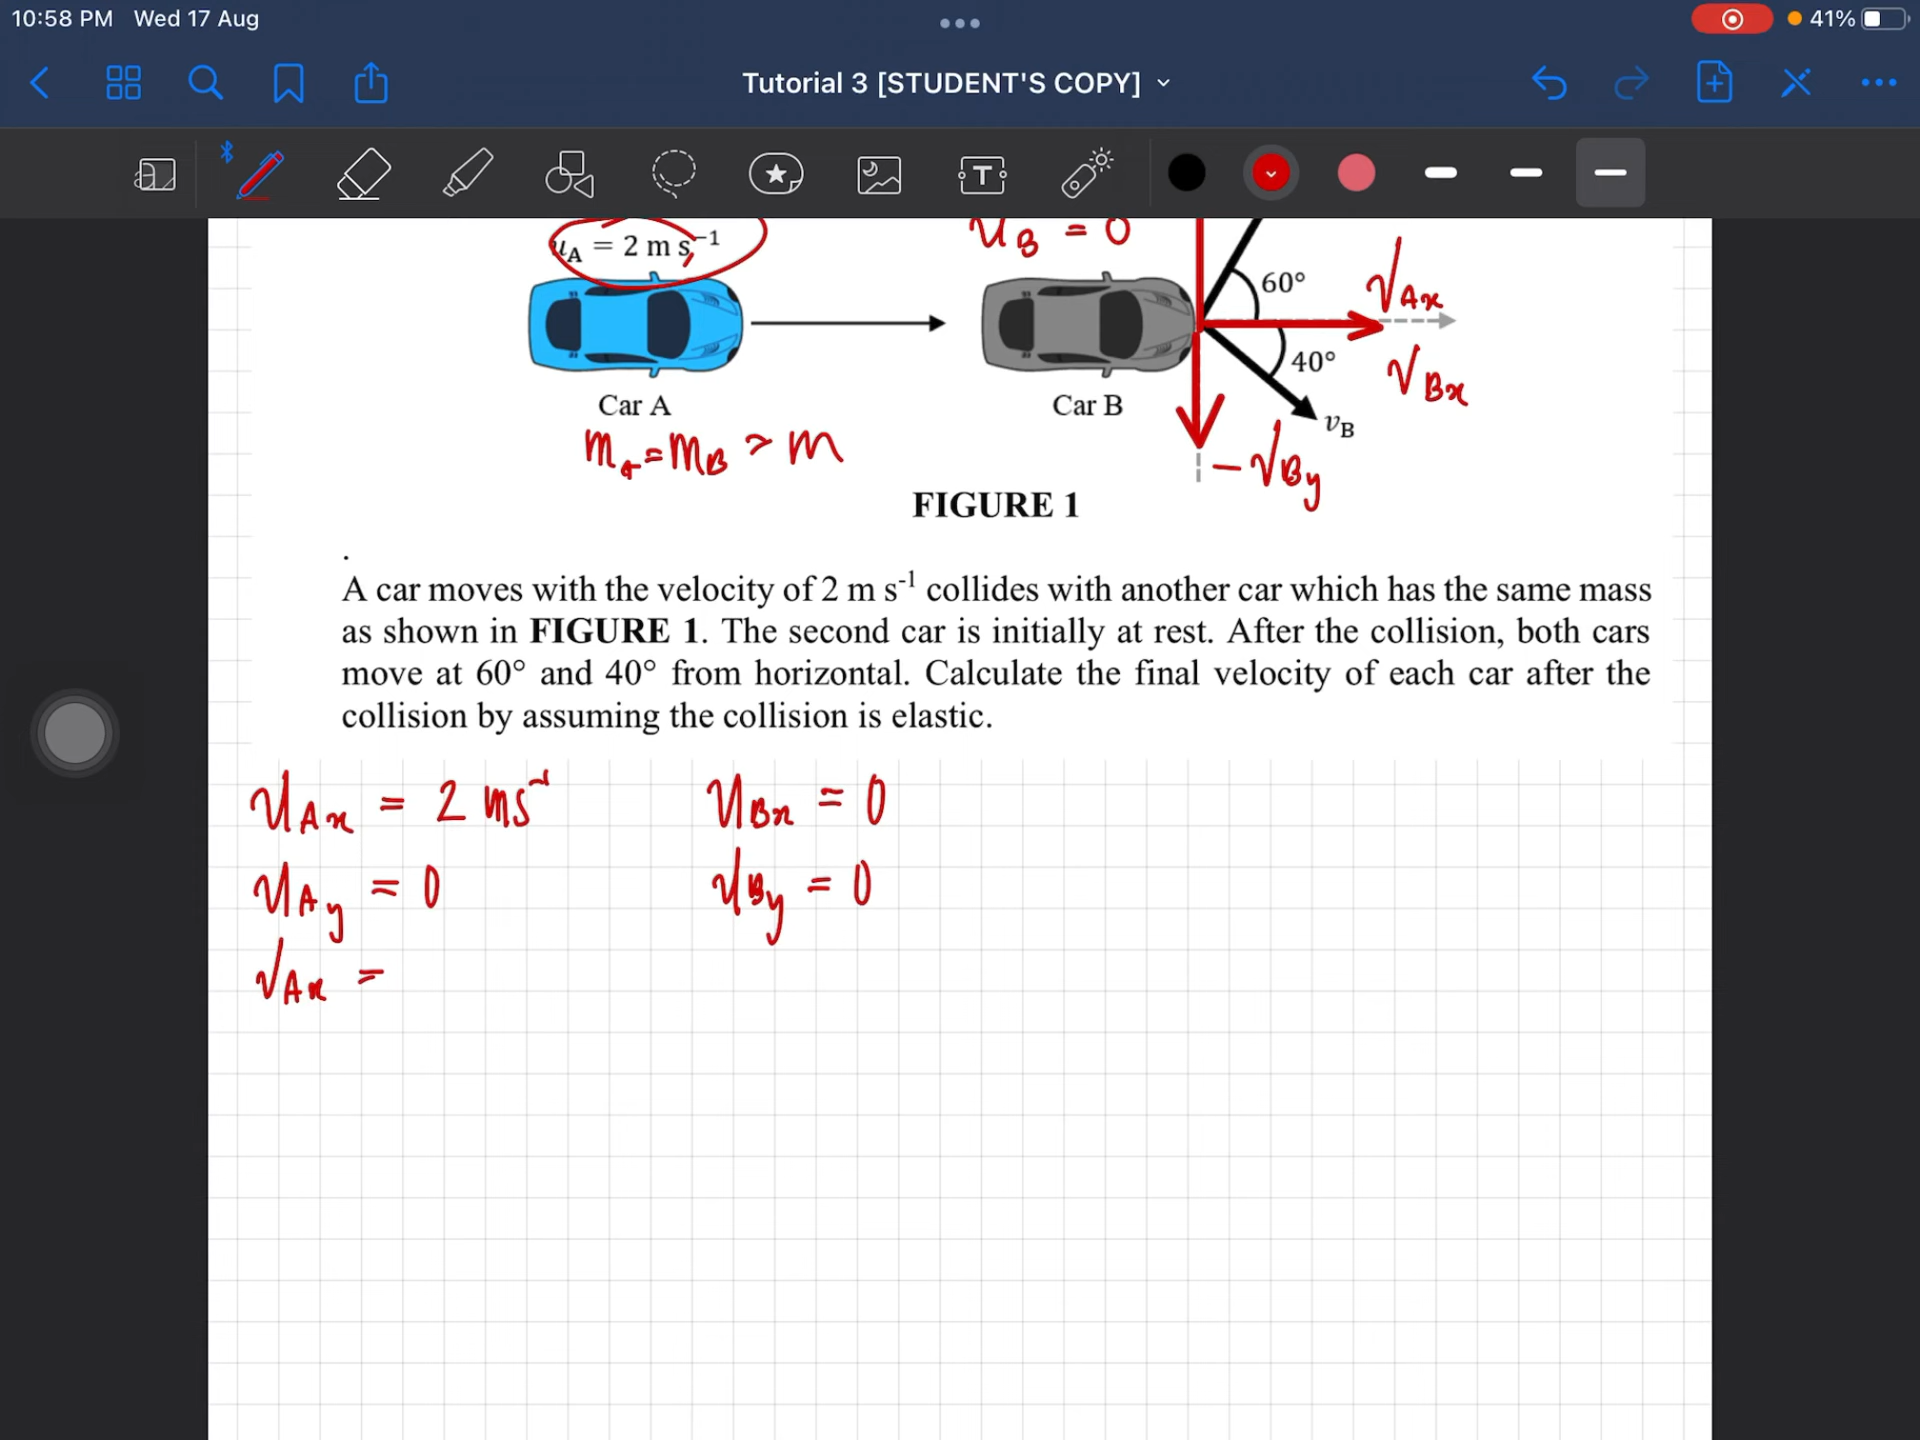 10:58 PM Wed 17 Aug
41%
Tutorial 3 [STUDENT'S COPY]
T
uA = 2 m s⁻¹
uB = 0
60°
vAx
40°
vBx
Car A
Car B
vB
mA = mB = m
- vBy
FIGURE 1
.
A car moves with the velocity of 2 m s⁻¹ collides with another car which has the same mass
as shown in FIGURE 1. The second car is initially at rest. After the collision, both cars
move at 60° and 40° from horizontal. Calculate the final velocity of each car after the
collision by assuming the collision is elastic.
uAx = 2 ms⁻¹
uBx = 0
uAy = 0
uBy = 0
vAx =